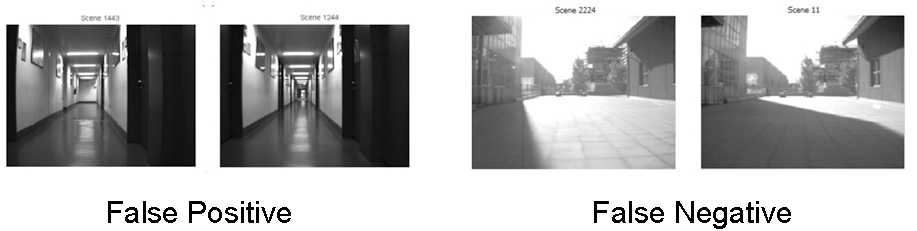 Scene 1443
Scene 1244
Scene 2224
Scene 11
False Positive
False Negative